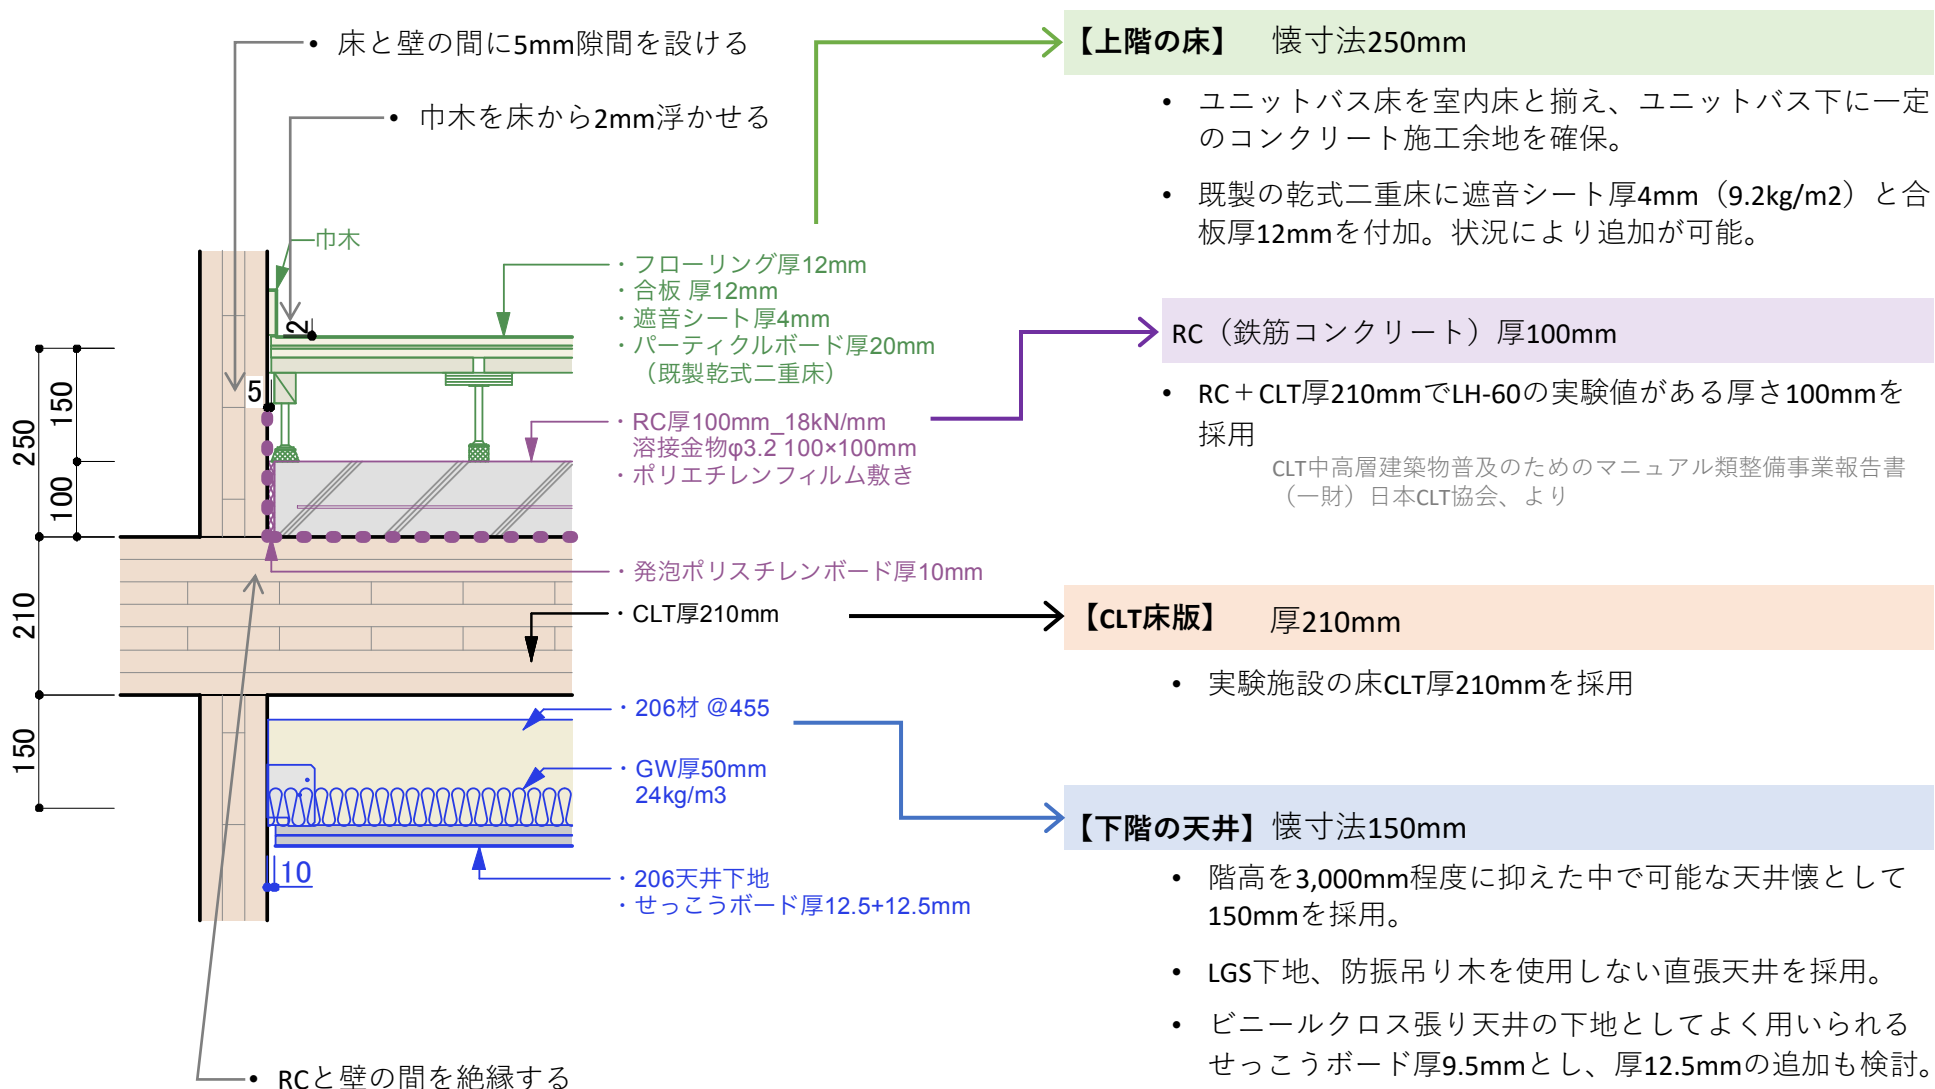 ・床と壁の間に5mm隙間を設ける
・巾木を床から2mm浮かせる
巾木
2
5
250
150
100
210
150
10
・フローリング厚12mm
・合板 厚12mm
・遮音シート厚4mm
・パーティクルボード厚20mm
（既製乾式二重床）
・RC厚100mm_18kN/mm
溶接金物φ3.2 100×100mm
・ポリエチレンフィルム敷き
・発泡ポリスチレンボード厚10mm
・CLT厚210mm
・206材 @455
・GW厚50mm
24kg/m3
・206天井下地
・せっこうボード厚12.5+12.5mm
・RCと壁の間を絶縁する
【上階の床】 懐寸法250mm
・ユニットバス床を室内床と揃え、ユニットバス下に一定
のコンクリート施工余地を確保。
・既製の乾式二重床に遮音シート厚4mm（9.2kg/m2）と合
板厚12mmを付加。状況により追加が可能。
RC（鉄筋コンクリート）厚100mm
・RC＋CLT厚210mmでLH-60の実験値がある厚さ100mmを
採用
CLT中高層建築物普及のためのマニュアル類整備事業報告書
（一財）日本CLT協会、より
【CLT床版】 厚210mm
・実験施設の床CLT厚210mmを採用
【下階の天井】懐寸法150mm
・階高を3,000mm程度に抑えた中で可能な天井懐として
150mmを採用。
・LGS下地、防振吊り木を使用しない直張天井を採用。
・ビニールクロス張り天井の下地としてよく用いられる
せっこうボード厚9.5mmとし、厚12.5mmの追加も検討。